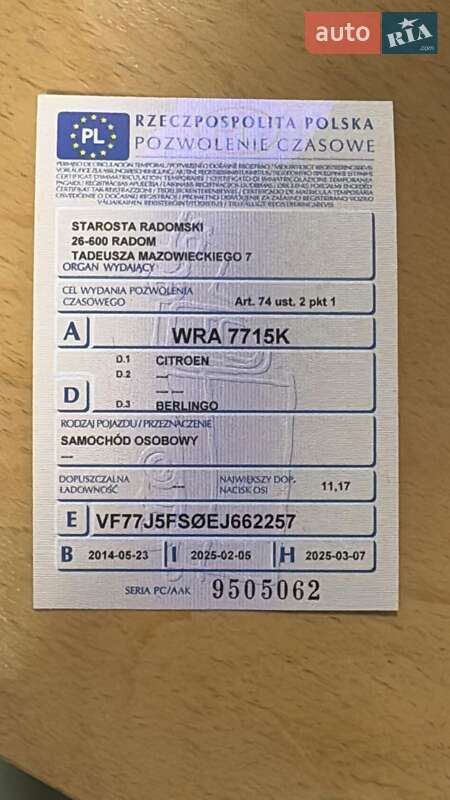 auto RIA .com
PL
RZECZPOSPOLITA POLSKA
POZWOLENIE CZASOWE
STAROSTA RADOMSKI
26-600 RADOM
TADEUSZA MAZOWIECKIEGO 7
ORGAN WYDAJĄCY
CEL WYDANIA POZWOLENIA
CZASOWEGO
Art. 74 ust. 2 pkt 1
A WRA 7715K
D.1 CITROEN
D.2 ---
--- ---
D
D.3 BERLINGO
RODZAJ POJAZDU/PRZEZNACZENIE
SAMOCHÓD OSOBOWY
---
DOPUSZCZALNA
ŁADOWNOŚĆ ---
NAJWIĘKSZY DOP.
NACISK OSI 11,17
E VF77J5FSØEJ662257
B 2014-05-23 I 2025-02-05 H 2025-03-07
SERIA PC/AAK 9505062